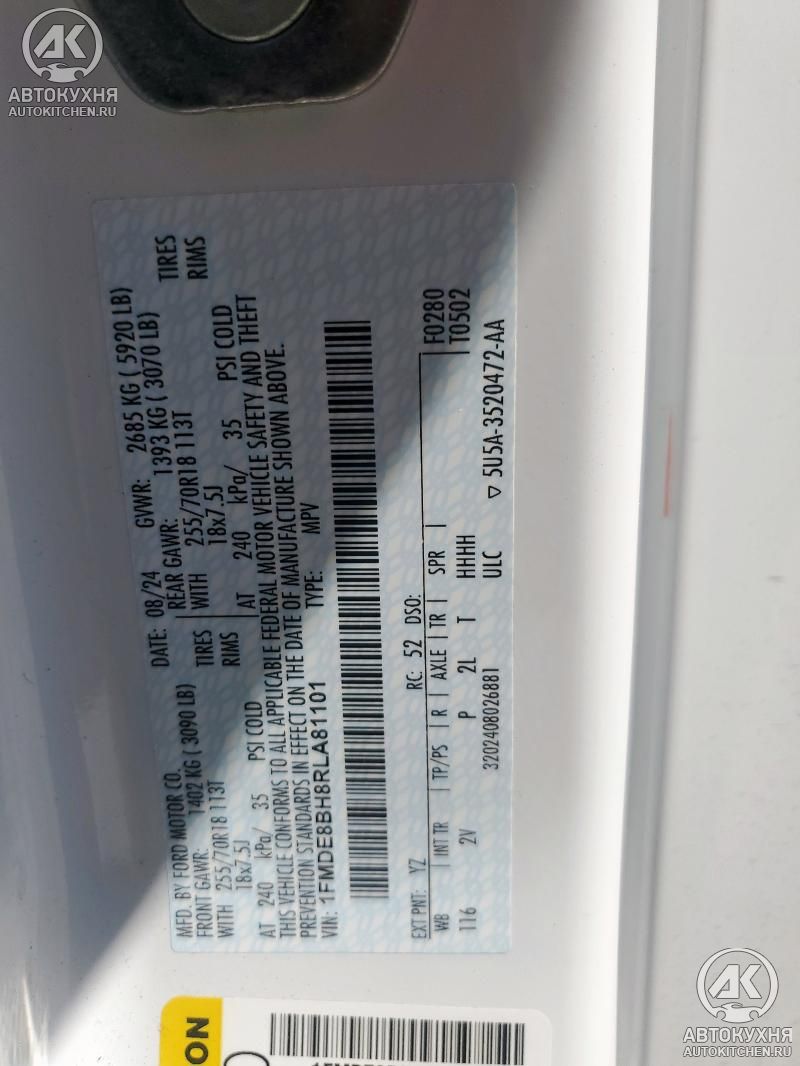 AK
АВТОКУХНЯ
AUTOKITCHEN.RU
MFD. BY FORD MOTOR CO.
DATE: 08/24 GVWR: 2685 KG ( 5920 LB)
FRONT GAWR: 1402 KG ( 3090 LB)
REAR GAWR: 1393 KG ( 3070 LB)
WITH 255/70R18 113T TIRES
WITH 255/70R18 113T TIRES
18x7.5J RIMS
18x7.5J RIMS
AT 240 kPa/ 35 PSI COLD
AT 240 kPa/ 35 PSI COLD
THIS VEHICLE CONFORMS TO ALL APPLICABLE FEDERAL MOTOR VEHICLE SAFETY AND THEFT
PREVENTION STANDARDS IN EFFECT ON THE DATE OF MANUFACTURE SHOWN ABOVE.
VIN: 1FMDE8BH8RLA81101 TYPE: MPV
EXT PNT: YZ RC: 52 DSO: F0280
T0502
WB INT TR TP/PS R AXLE TR SPR
116 2V P 2L T HHHH
3202408026881 ULC ▽ 5U5A-3520472-AA
ON
AK
АВТОКУХНЯ
AUTOKITCHEN.RU